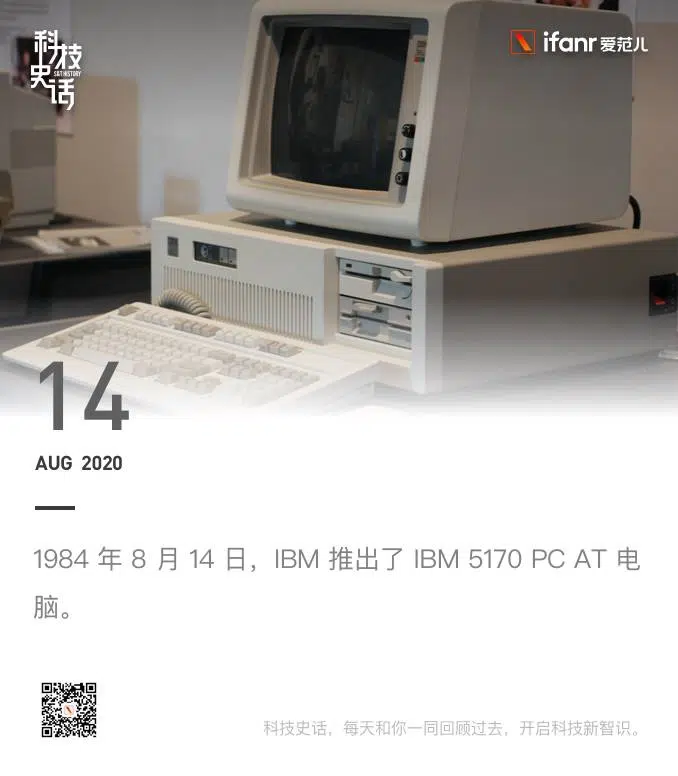 科技
史话
S&T HISTORY
ifanr 爱范儿
14
AUG 2020
1984 年 8 月 14 日，IBM 推出了 IBM 5170 PC AT 电
脑。
科技史话，每天和你一同回顾过去，开启科技新智识。